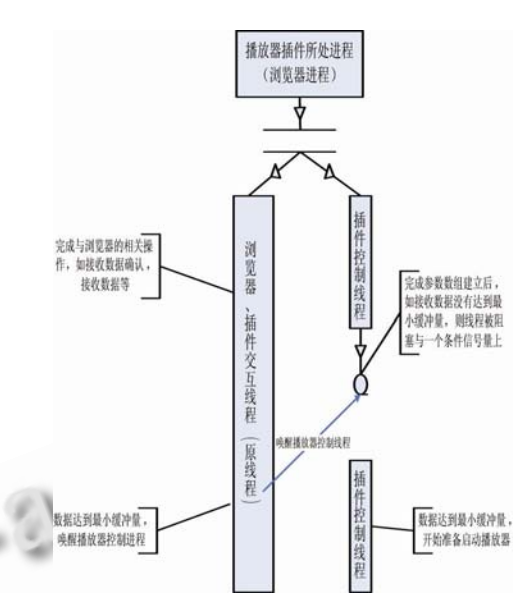 播放器插件所处进程
（浏览器进程）
完成与浏览器的相关操
作，如接收数据确认，
接收数据等
浏览器、插件交互线程（原线程）
插件控制线程
完成参数数组建立后，
如接收数据没有达到最
小缓冲量，则线程被阻
塞与一个条件信号量上
唤醒播放器控制线程
数据达到最小缓冲量，
唤醒播放器控制进程
插件控制线程
数据达到最小缓冲量，
开始准备启动播放器